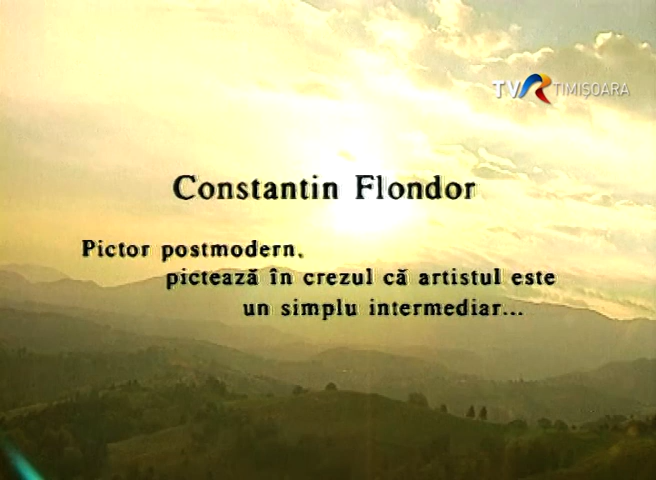 TVR TIMIȘOARA
Constantin Flondor
Pictor postmodern,
pictează în crezul că artistul este
un simplu intermediar...